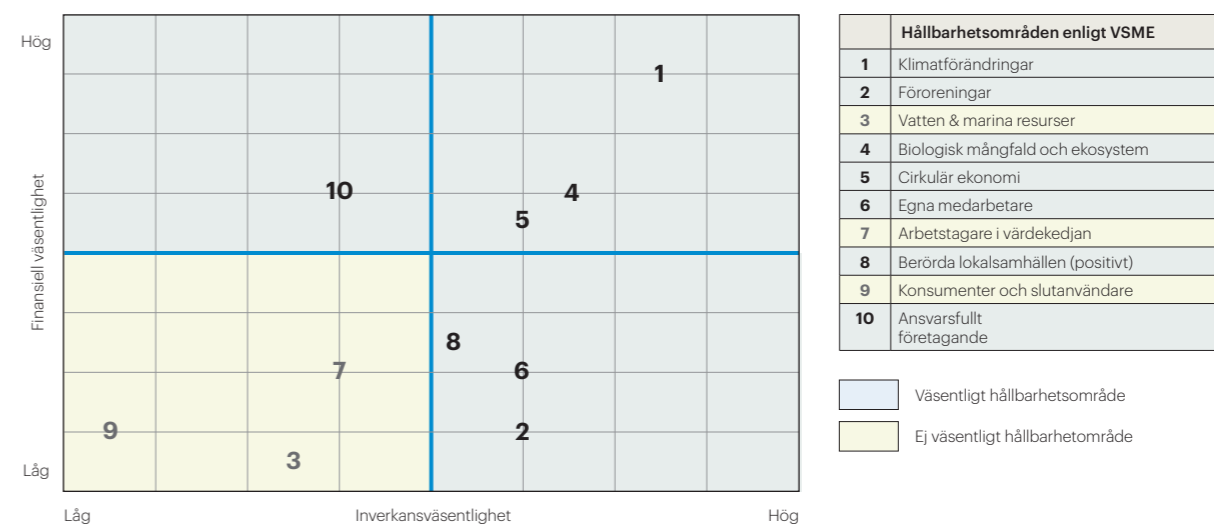 Hög
1
10
4
5
Finansiell väsentlighet
8
7
6
9
2
3
Låg
Låg
Inverkansväsentlighet
Hög
Hållbarhetsområden enligt VSME
1 Klimatförändringar
2 Föroreningar
3 Vatten & marina resurser
4 Biologisk mångfald och ekosystem
5 Cirkulär ekonomi
6 Egna medarbetare
7 Arbetstagare i värdekedjan
8 Berörda lokalsamhällen (positivt)
9 Konsumenter och slutanvändare
10 Ansvarsfullt
företagande
Väsentligt hållbarhetsområde
Ej väsentligt hållbarhetområde